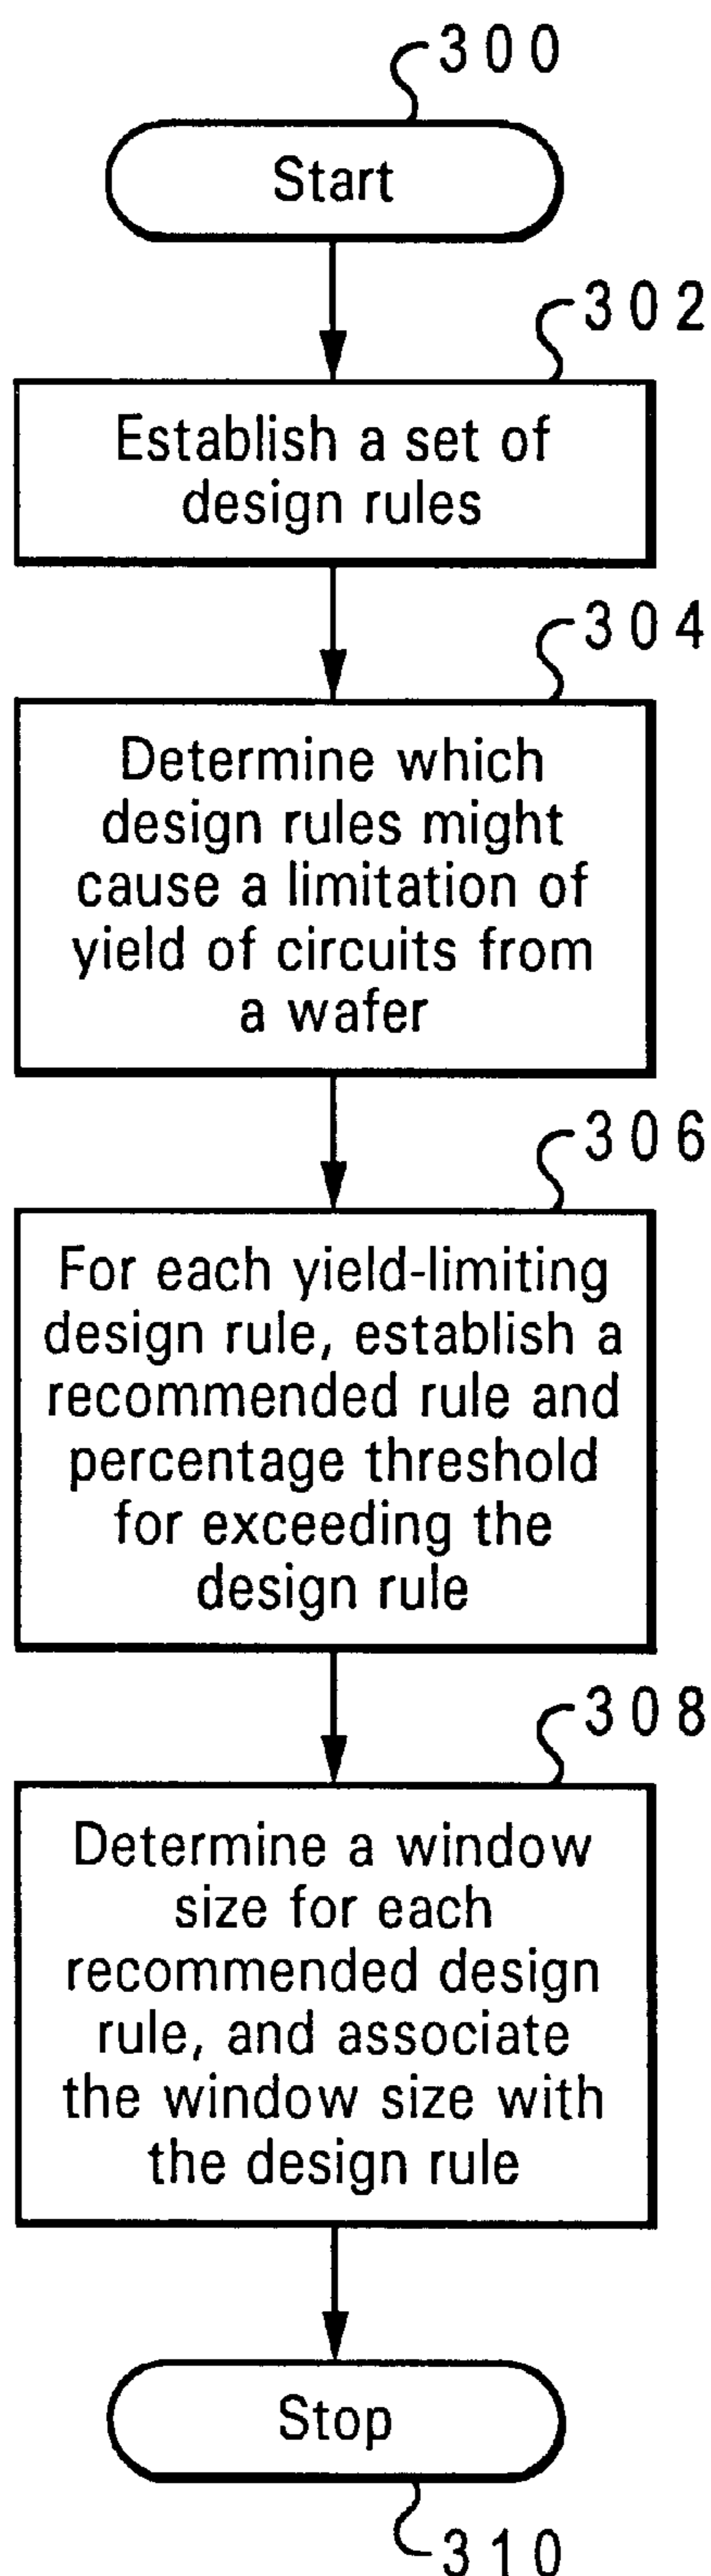 300
Start
302
Establish a set of
design rules
304
Determine which
design rules might
cause a limitation of
yield of circuits from
a wafer
306
For each yield-limiting
design rule, establish a
recommended rule and
percentage threshold
for exceeding the
design rule
308
Determine a window
size for each
recommended design
rule, and associate
the window size with
the design rule
Stop
310